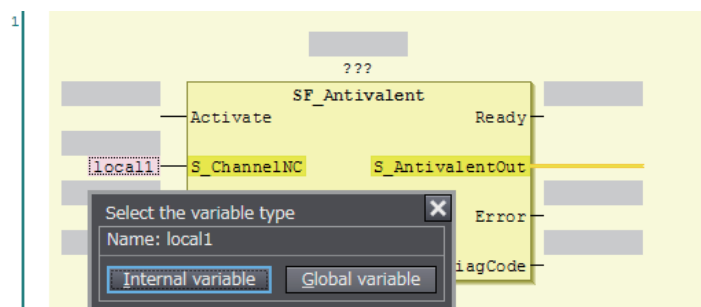 1
???
SF_Antivalent
Activate Ready
local1 S_ChannelNC S_AntivalentOut
Select the variable type
Name: local1
Error
Internal variable Global variable
iagCode